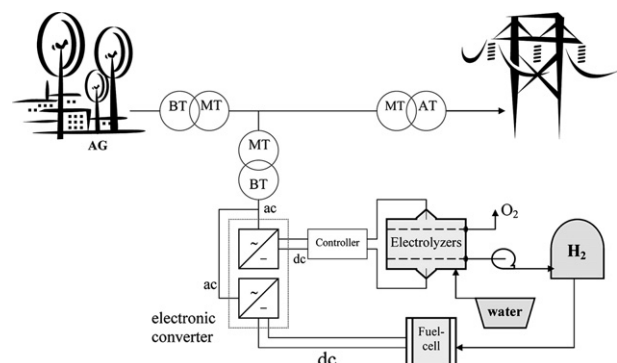 AG
BT MT
MT AT
MT
BT
ac
~
–
dc
Controller
Electrolyzers
O2
H2
ac
~
–
water
electronic
converter
Fuel-
cell
dc